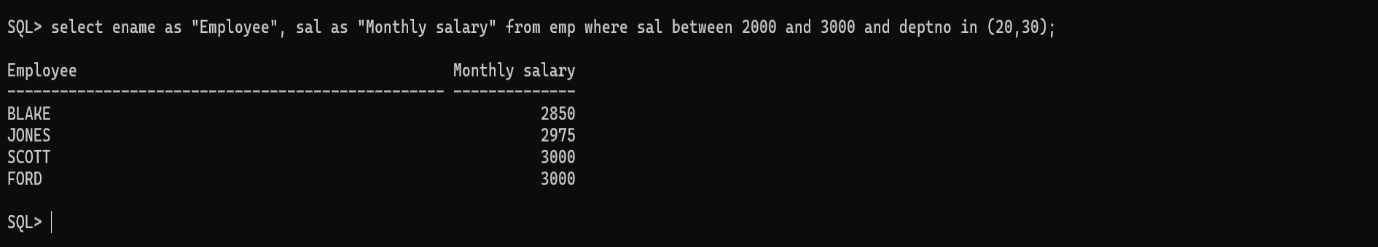 SQL> select ename as "Employee", sal as "Monthly salary" from emp where sal between 2000 and 3000 and deptno in (20,30);
Employee                                           Monthly salary
-------------------------------------------------- --------------
BLAKE                                                        2850
JONES                                                        2975
SCOTT                                                        3000
FORD                                                         3000
SQL>